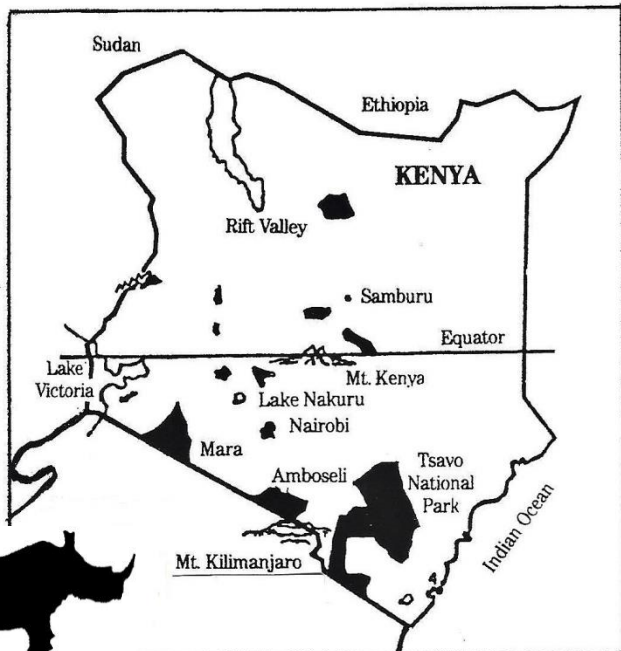 Sudan
Ethiopia
KENYA
Rift Valley
Samburu
Equator
Lake
Victoria
Mt. Kenya
Lake Nakuru
Nairobi
Mara
Amboseli
Tsavo
National
Park
Indian Ocean
Mt. Kilimanjaro